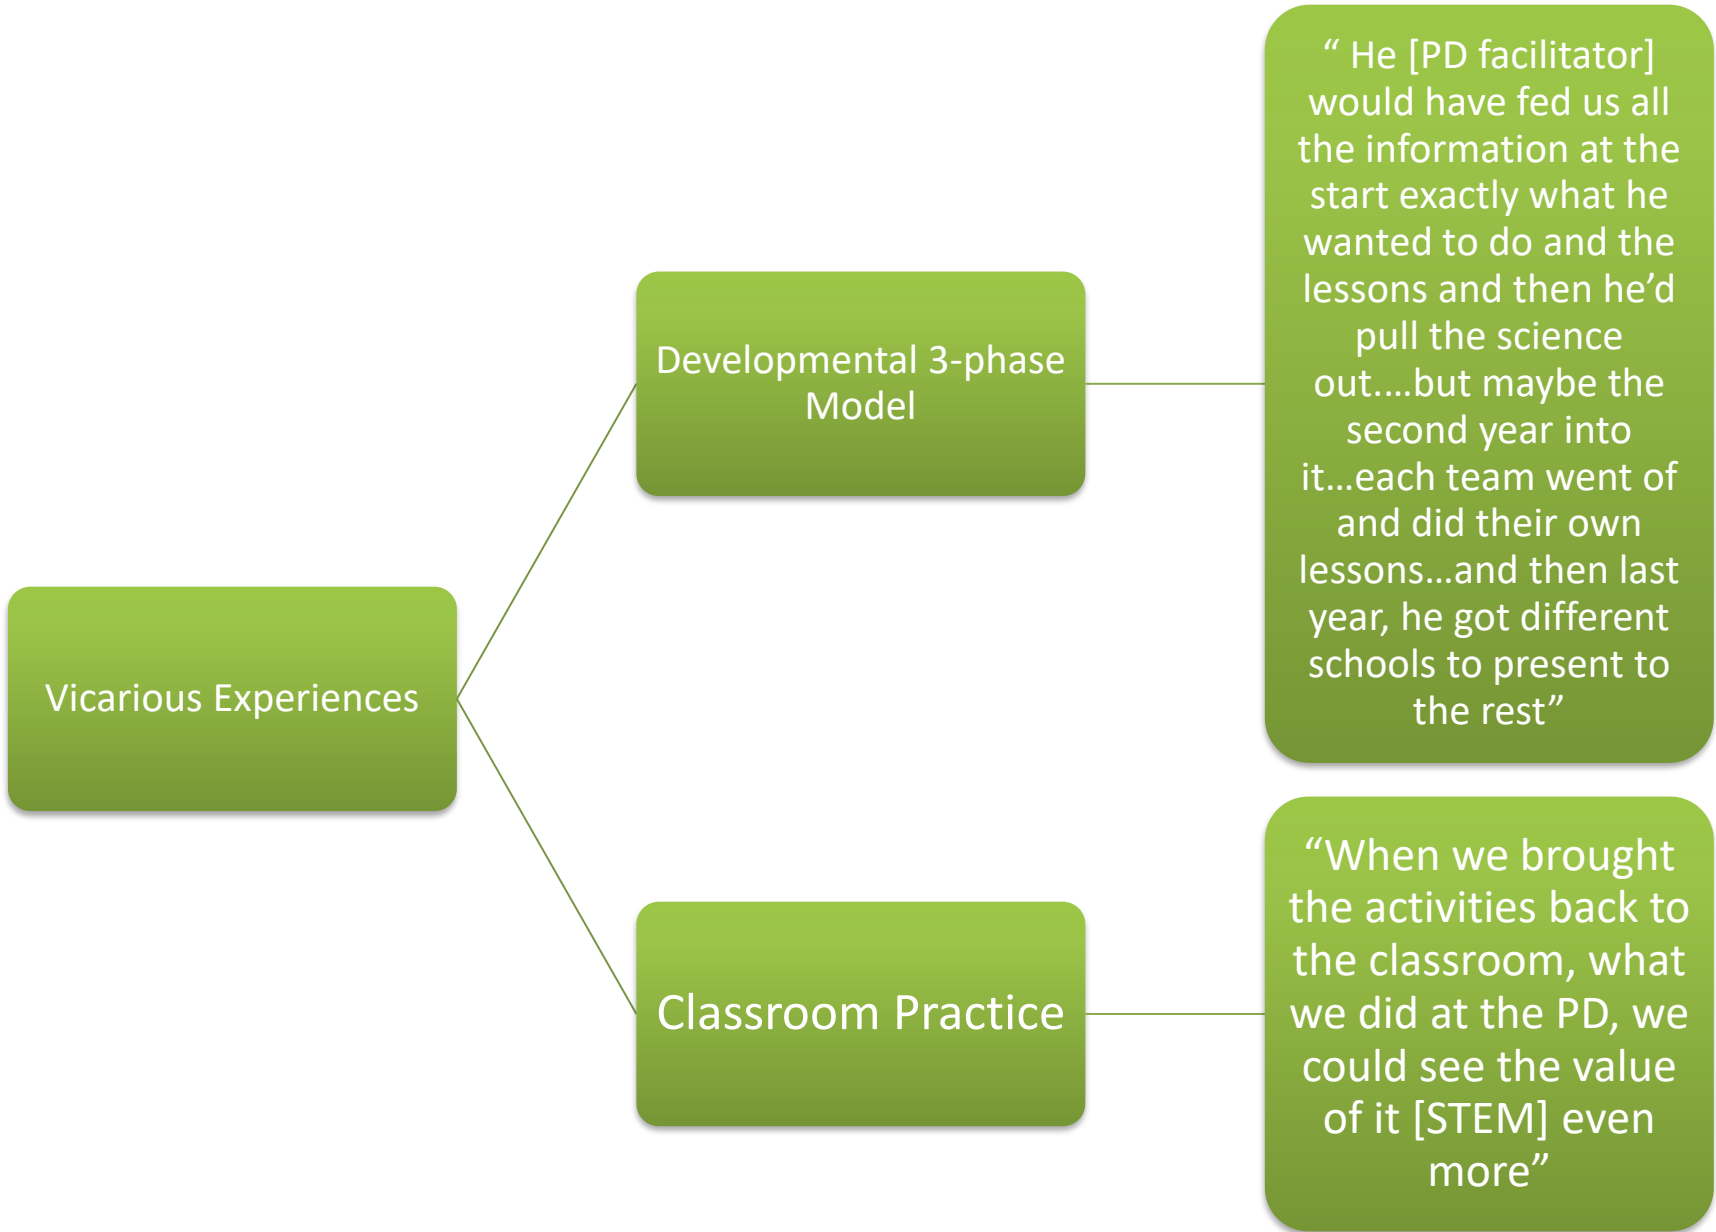 Vicarious Experiences
Developmental 3-phase
Model
“ He [PD facilitator]
would have fed us all
the information at the
start exactly what he
wanted to do and the
lessons and then he’d
pull the science
out....but maybe the
second year into
it…each team went of
and did their own
lessons…and then last
year, he got different
schools to present to
the rest”
Classroom Practice
“When we brought
the activities back to
the classroom, what
we did at the PD, we
could see the value
of it [STEM] even
more”